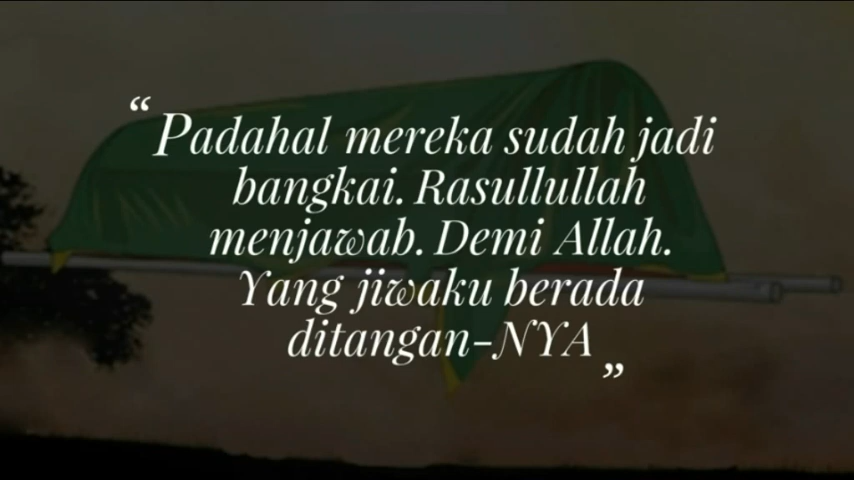 “ Padahal mereka sudah jadi
bangkai. Rasullullah
menjawab. Demi Allah.
Yang jiwaku berada
ditangan-NYA „